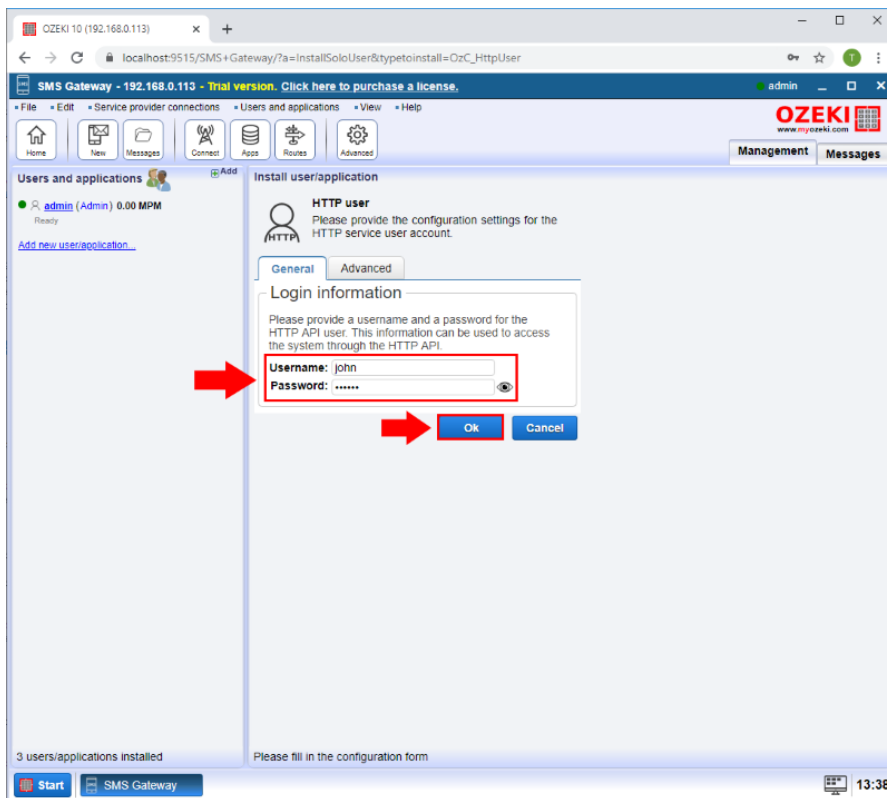 OZEKI 10 (192.168.0.113)
localhost:9515/SMS+Gateway/?a=InstallSoloUser&typetoinstall=OzC_HttpUser
T
SMS Gateway - 192.168.0.113 - Trial version. Click here to purchase a license.
admin
File Edit Service provider connections Users and applications View Help
OZEKI
www.myozeki.com
SMS
Home New Messages Connect Apps Routes Advanced
Management Messages
Users and applications Add
admin (Admin) 0.00 MPM
Ready
Add new user/application...
Install user/application
HTTP
HTTP user
Please provide the configuration settings for the
HTTP service user account.
General Advanced
Login information
Please provide a username and a password for the
HTTP API user. This information can be used to access
the system through the HTTP API.
Username: john
Password: ••••••
Ok Cancel
3 users/applications installed
Please fill in the configuration form
Start SMS Gateway 13:38